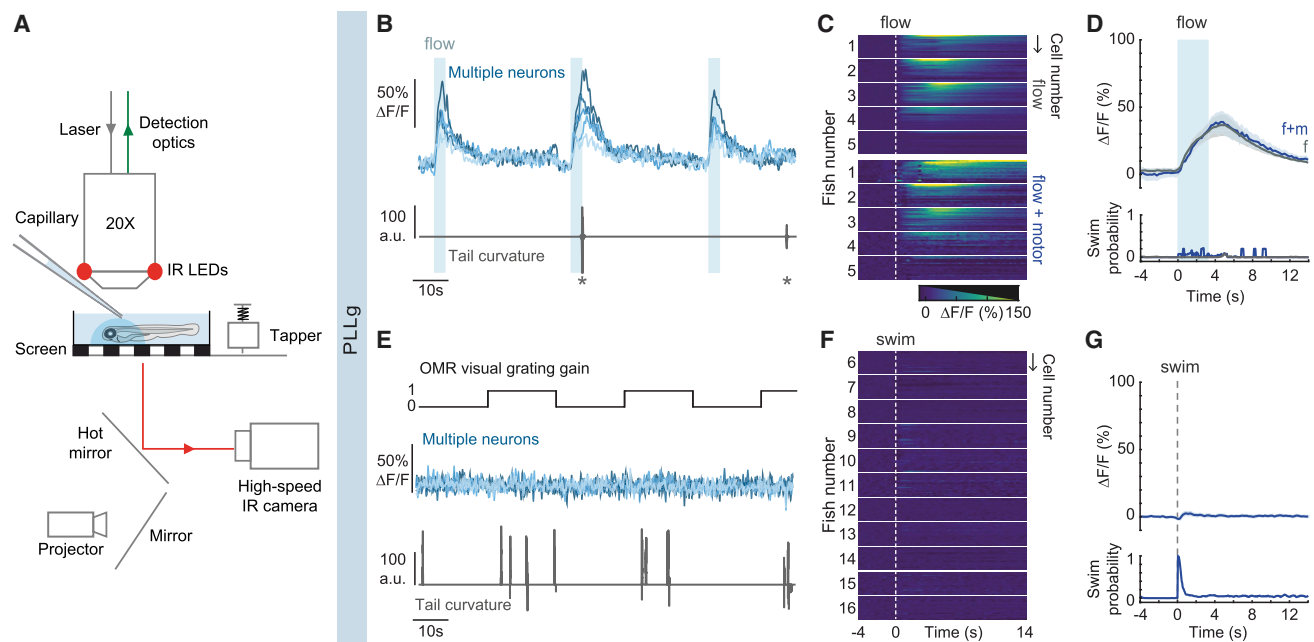 A
Laser
Detection
optics
Capillary
20X
IR LEDs
Tapper
Screen
Hot
mirror
High-speed
IR camera
Projector
Mirror
PLLg
B
flow
Multiple neurons
50%
ΔF/F
100
a.u.
Tail curvature
*
*
10s
C
flow
Cell number
Fish number
1
2
3
4
5
flow
1
2
3
4
5
flow + motor
0 ΔF/F (%) 150
D
flow
100
50
0
ΔF/F (%)
f+m
f
1
0
Swim
probability
-4 0 4 8 12
Time (s)
E
OMR visual grating gain
1
0
Multiple neurons
50%
ΔF/F
100
a.u.
Tail curvature
10s
F
swim
Cell number
Fish number
6
7
8
9
10
11
12
13
14
15
16
-4 0 Time (s) 14
G
swim
100
50
0
ΔF/F (%)
1
0
Swim
probability
-4 0 4 8 12
Time (s)